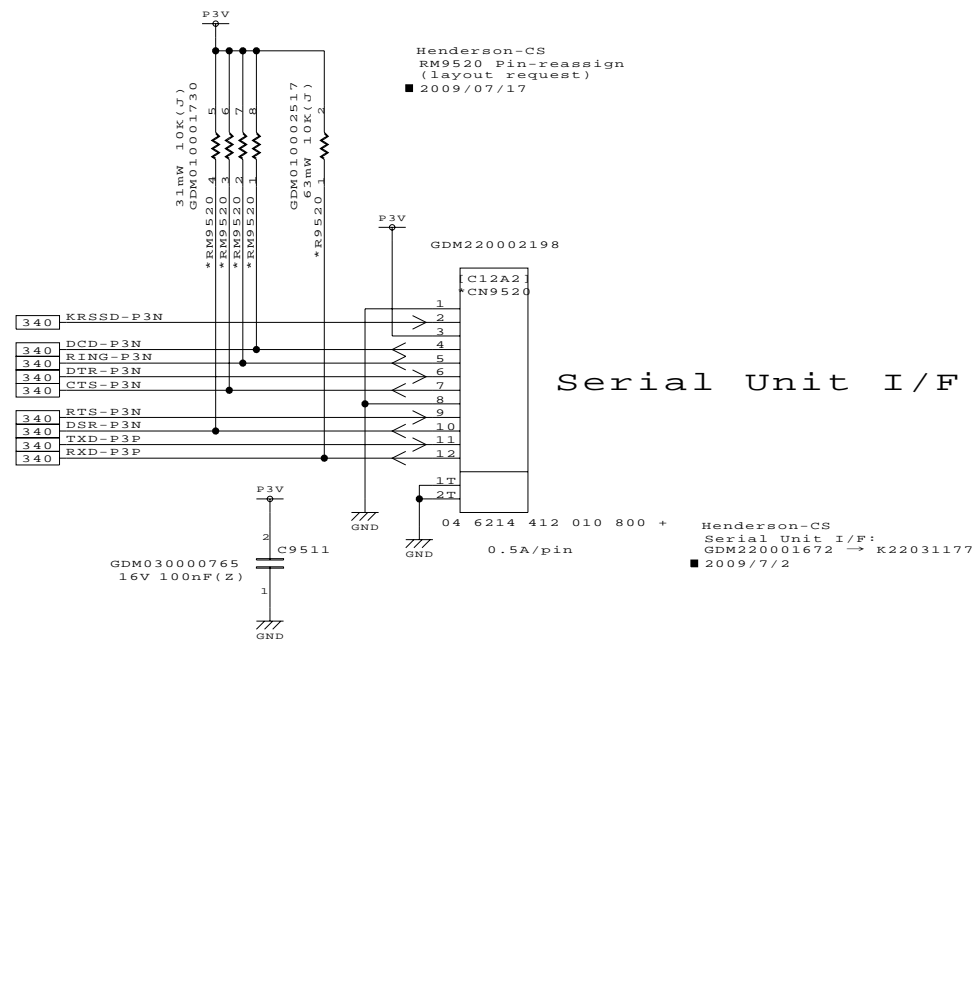 P3V
Henderson-CS
RM9520 Pin-reassign
(layout request)
■ 2009/07/17
31mW 10K(J)
GDM010001730
5
6
7
8
4
3
2
1
*RM9520
*RM9520
*RM9520
*RM9520
GDM010002517
63mW 10K(J)
2
1
*R9520
P3V
GDM220002198
[C12A2]
*CN9520
1
340 KRSSD-P3N 2
3
340 DCD-P3N 4
340 RING-P3N 5
340 DTR-P3N 6
340 CTS-P3N 7
8
340 RTS-P3N 9
340 DSR-P3N 10
340 TXD-P3P 11
340 RXD-P3P 12
1T
2T
Serial Unit I/F
GND
GND
04 6214 412 010 800 +
0.5A/pin
Henderson-CS
Serial Unit I/F:
GDM220001672 → K22031177
■ 2009/7/2
P3V
2
C9511
GDM030000765
16V 100nF(Z)
1
GND